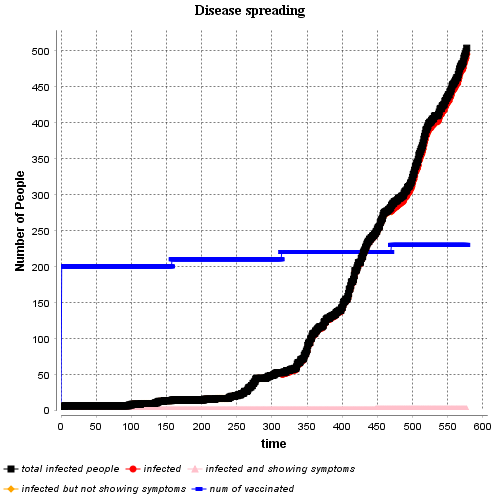 Disease spreading
Number of People
500
450
400
350
300
250
200
150
100
50
0
0 50 100 150 200 250 300 350 400 450 500 550 600
time
total infected people infected infected and showing symptoms
infected but not showing symptoms num of vaccinated